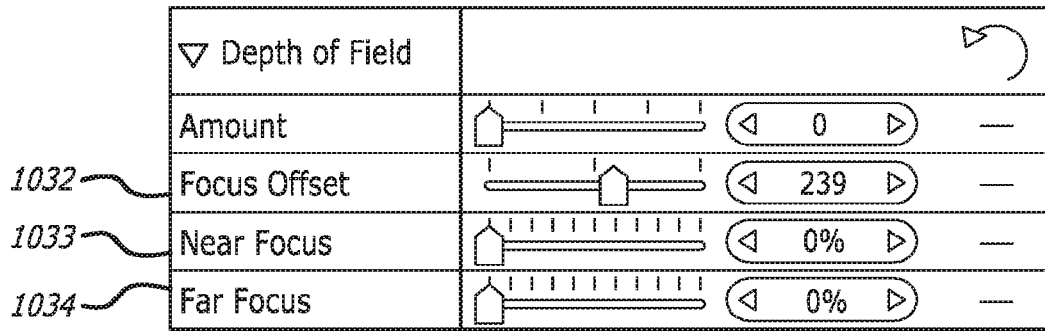 Depth of Field
Amount 0
1032 Focus Offset 239
1033 Near Focus 0%
1034 Far Focus 0%